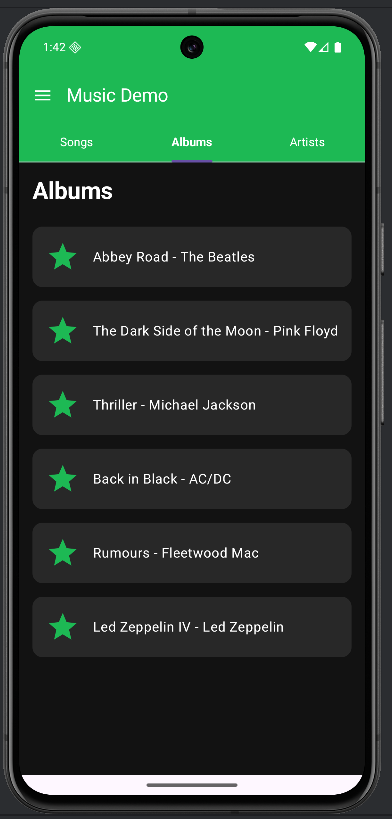 1:42
Music Demo
Songs Albums Artists
Albums
Abbey Road - The Beatles
The Dark Side of the Moon - Pink Floyd
Thriller - Michael Jackson
Back in Black - AC/DC
Rumours - Fleetwood Mac
Led Zeppelin IV - Led Zeppelin